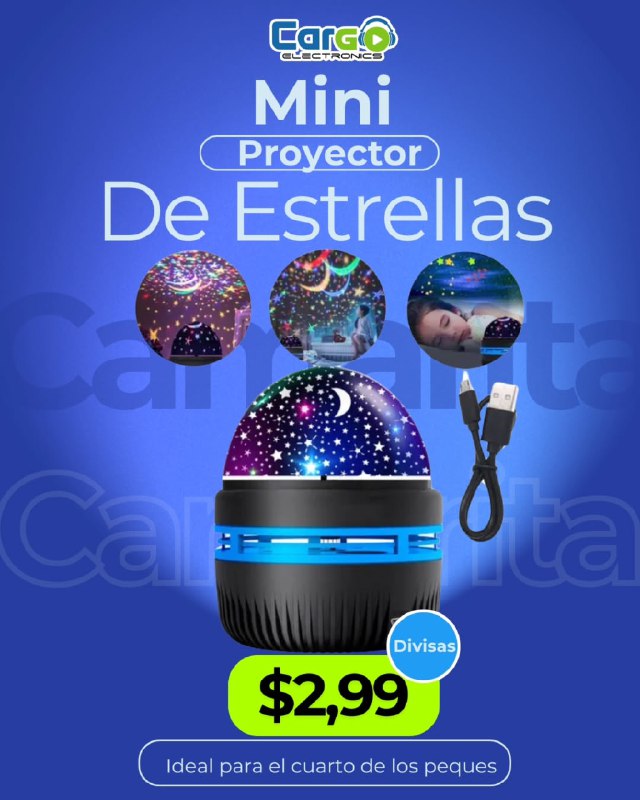 CarGo
ELECTRONICS
Mini
Proyector
De Estrellas
Divisas
$2,99
Ideal para el cuarto de los peques